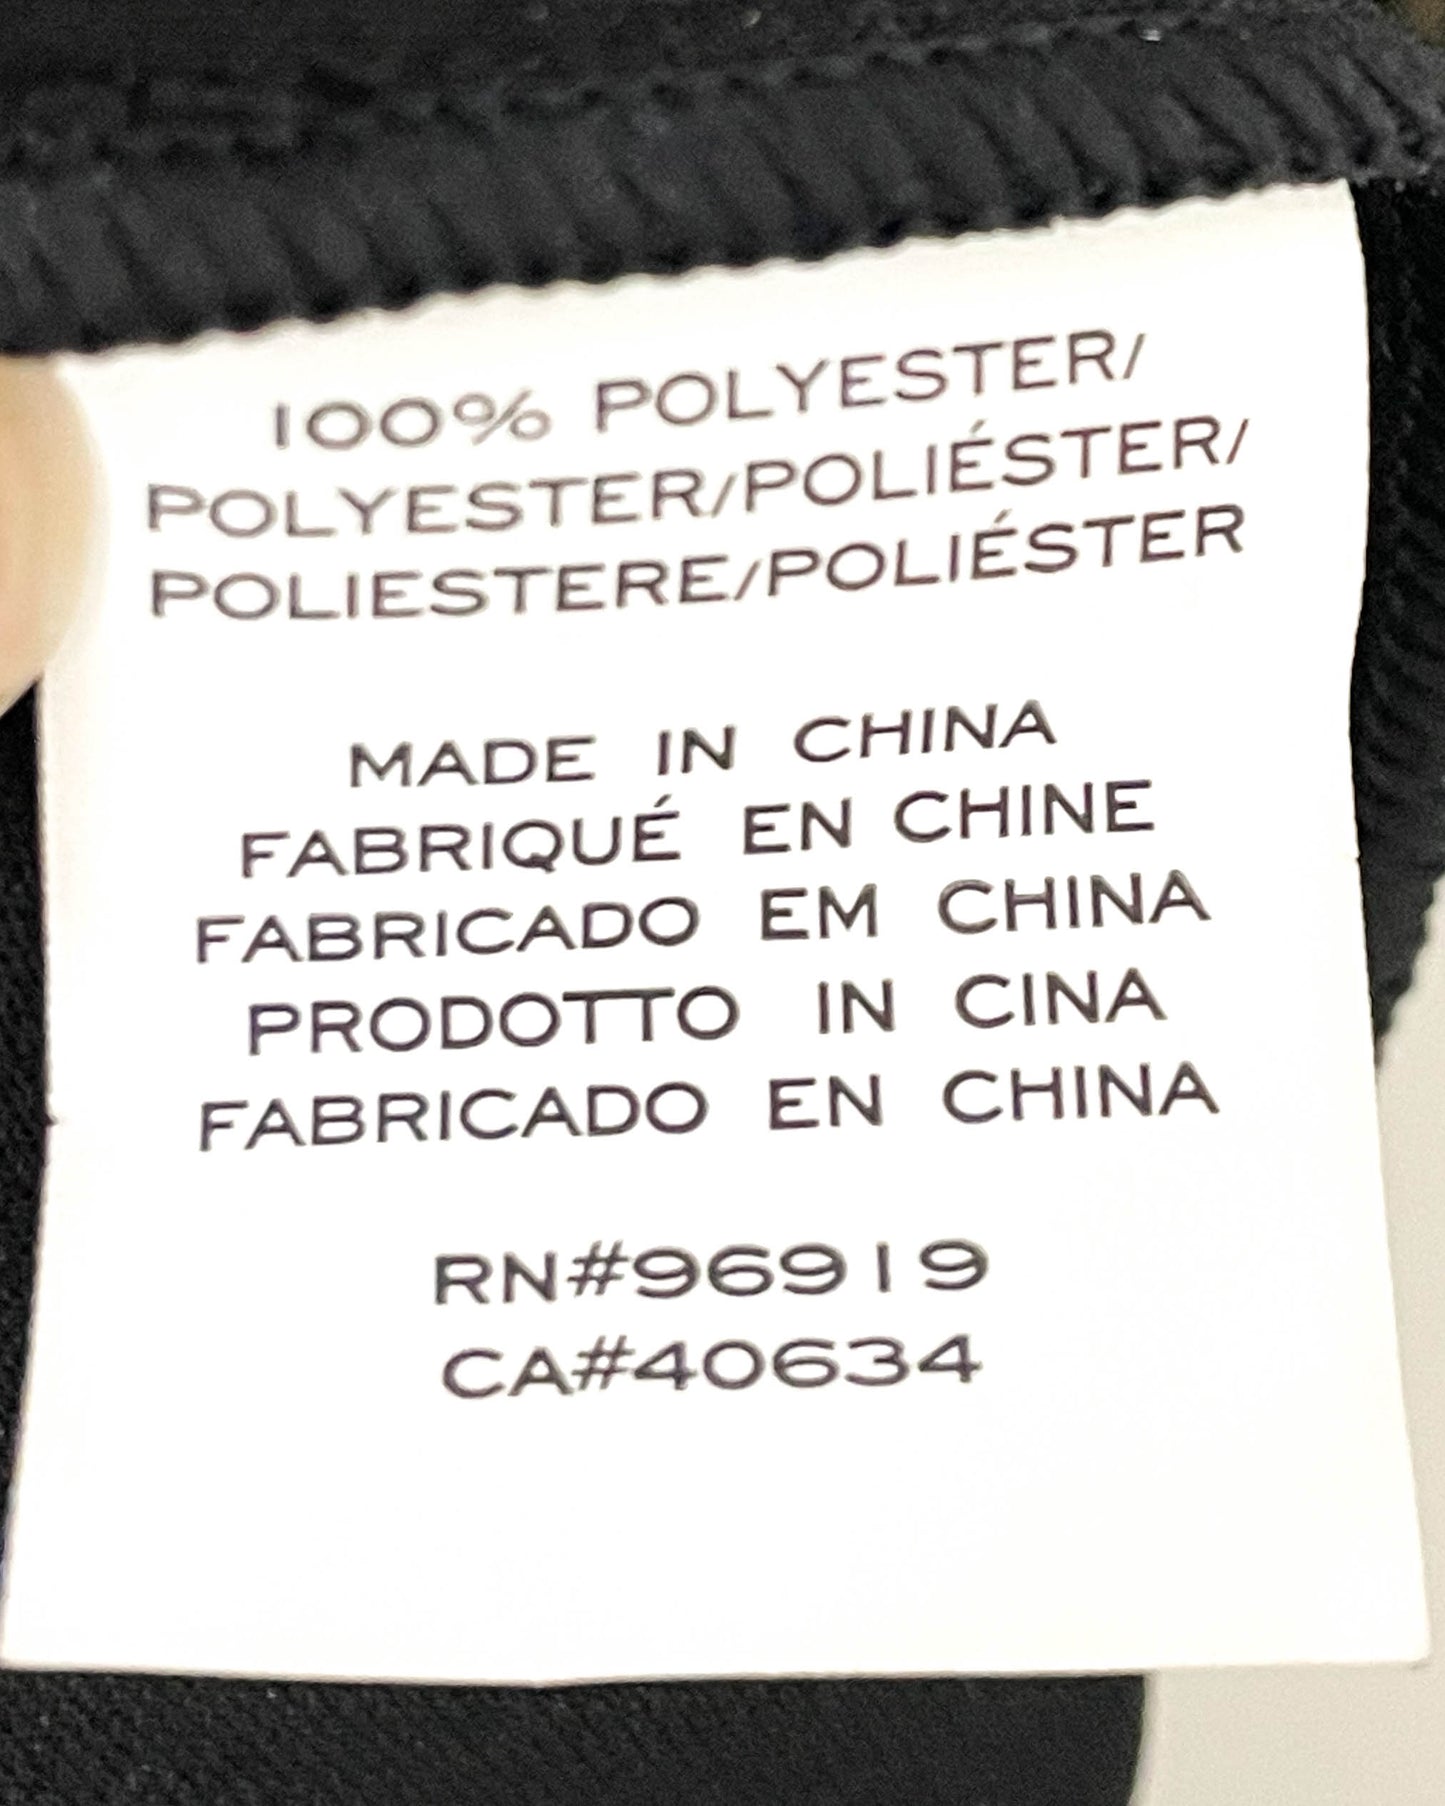 100% POLYESTER/
POLYESTER/POLIÉSTER/
POLIESTERE/POLIÉSTER
MADE IN CHINA
FABRIQUÉ EN CHINE
FABRICADO EM CHINA
PRODOTTO IN CINA
FABRICADO EN CHINA
RN#96919
CA#40634